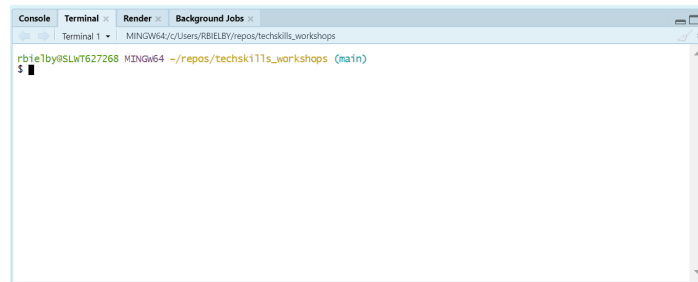 Console Terminal × Render × Background Jobs ×
Terminal 1 MINGW64:/c/Users/RBIELBY/repos/techskills_workshops
rbielby@SLWT627268 MINGW64 ~/repos/techskills_workshops (main)
$